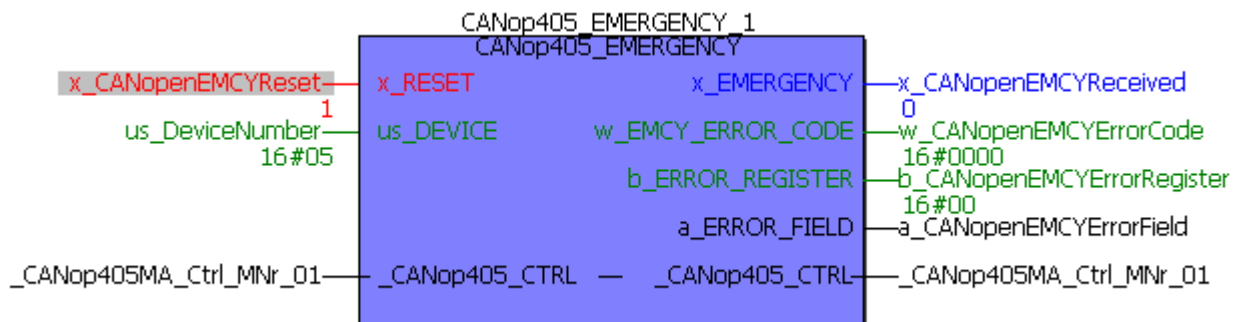 CANop405_EMERGENCY_1
CANop405_EMERGENCY
x_CANopenEMCYReset x_RESET x_EMERGENCY x_CANopenEMCYReceived
1 0
us_DeviceNumber us_DEVICE w_EMCY_ERROR_CODE w_CANopenEMCYErrorCode
16#05 16#0000
b_ERROR_REGISTER b_CANopenEMCYErrorRegister
16#00
a_ERROR_FIELD a_CANopenEMCYErrorField
_CANop405MA_Ctrl_MNr_01 _CANop405_CTRL — _CANop405_CTRL _CANop405MA_Ctrl_MNr_01